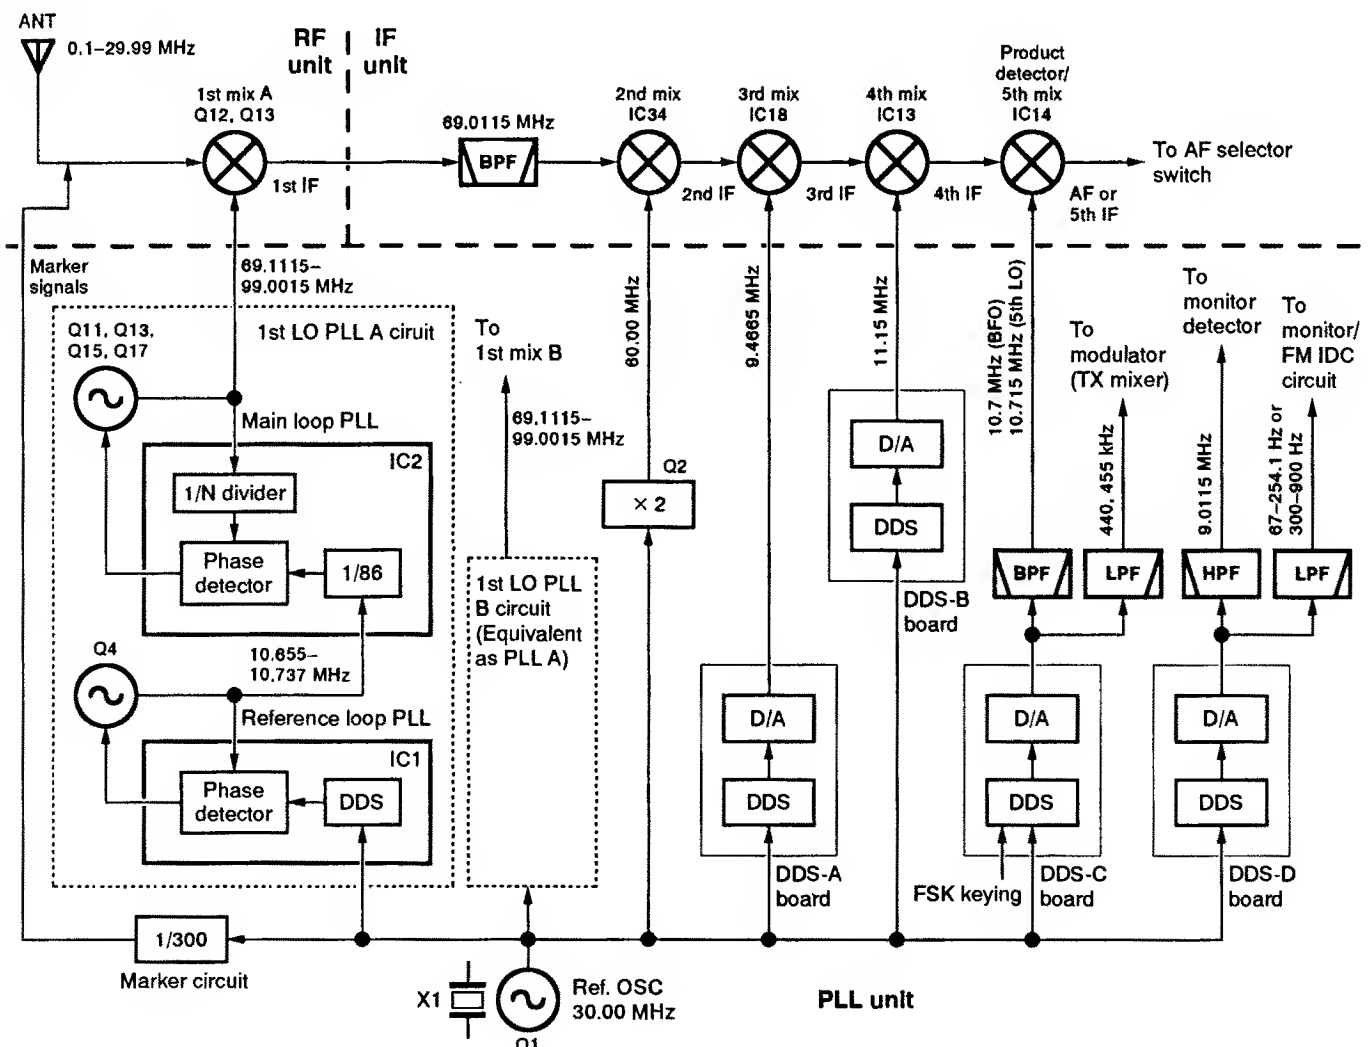 ANT
0.1–29.99 MHz
RF
unit
IF
unit
1st mix A
Q12, Q13
1st IF
69.0115 MHz
BPF
2nd mix
IC34
2nd IF
3rd mix
IC18
3rd IF
4th mix
IC13
4th IF
Product
detector/
5th mix
IC14
AF or
5th IF
To AF selector
switch
Marker
signals
69.1115–
99.0015 MHz
Q11, Q13,
Q15, Q17
1st LO PLL A ciruit
Main loop PLL
IC2
1/N divider
Phase
detector
1/86
Q4
10.655–
10.737 MHz
Reference loop PLL
IC1
Phase
detector
DDS
To
1st mix B
69.1115–
99.0015 MHz
1st LO PLL
B circuit
(Equivalent
as PLL A)
60.00 MHz
Q2
× 2
9.4665 MHz
D/A
DDS
DDS-A
board
11.15 MHz
D/A
DDS
DDS-B
board
10.7 MHz (BFO)
10.715 MHz (5th LO)
BPF
To
modulator
(TX mixer)
440, 455 kHz
LPF
D/A
DDS
FSK keying
DDS-C
board
To
monitor
detector
9.0115 MHz
HPF
To
monitor/
FM IDC
circuit
67–254.1 Hz or
300–900 Hz
LPF
D/A
DDS
DDS-D
board
1/300
Marker circuit
X1
Ref. OSC
30.00 MHz
Q1
PLL unit